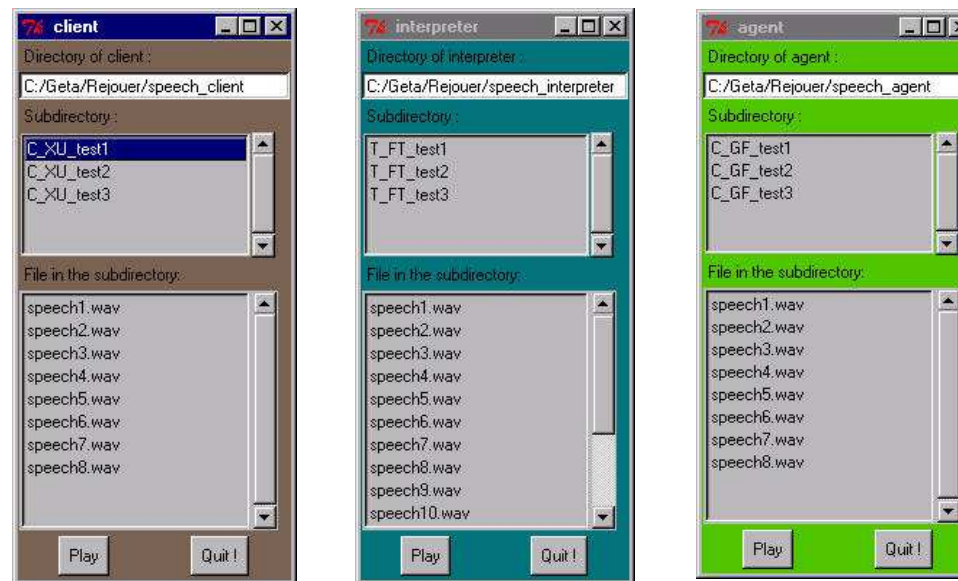 client
Directory of client :
C:/Geta/Rejouer/speech_client
Subdirectory :
C_XU_test1
C_XU_test2
C_XU_test3
File in the subdirectory:
speech1.wav
speech2.wav
speech3.wav
speech4.wav
speech5.wav
speech6.wav
speech7.wav
speech8.wav
Play Quit !
interpreter
Directory of interpreter :
C:/Geta/Rejouer/speech_interpreter
Subdirectory :
T_FT_test1
T_FT_test2
T_FT_test3
File in the subdirectory:
speech1.wav
speech2.wav
speech3.wav
speech4.wav
speech5.wav
speech6.wav
speech7.wav
speech8.wav
speech9.wav
speech10.wav
Play Quit !
agent
Directory of agent :
C:/Geta/Rejouer/speech_agent
Subdirectory :
C_GF_test1
C_GF_test2
C_GF_test3
File in the subdirectory:
speech1.wav
speech2.wav
speech3.wav
speech4.wav
speech5.wav
speech6.wav
speech7.wav
speech8.wav
Play Quit !